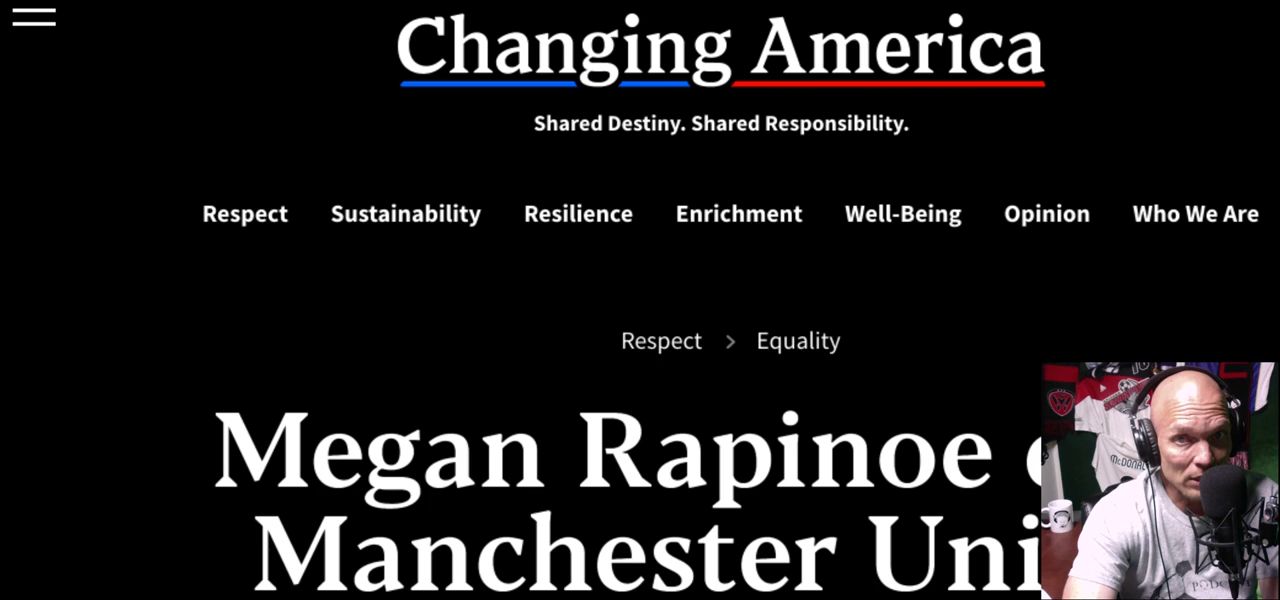 Changing America
Shared Destiny. Shared Responsibility.
Respect Sustainability Resilience Enrichment Well-Being Opinion Who We Are
Respect > Equality
Megan Rapinoe
Manchester Uni
McDONAL